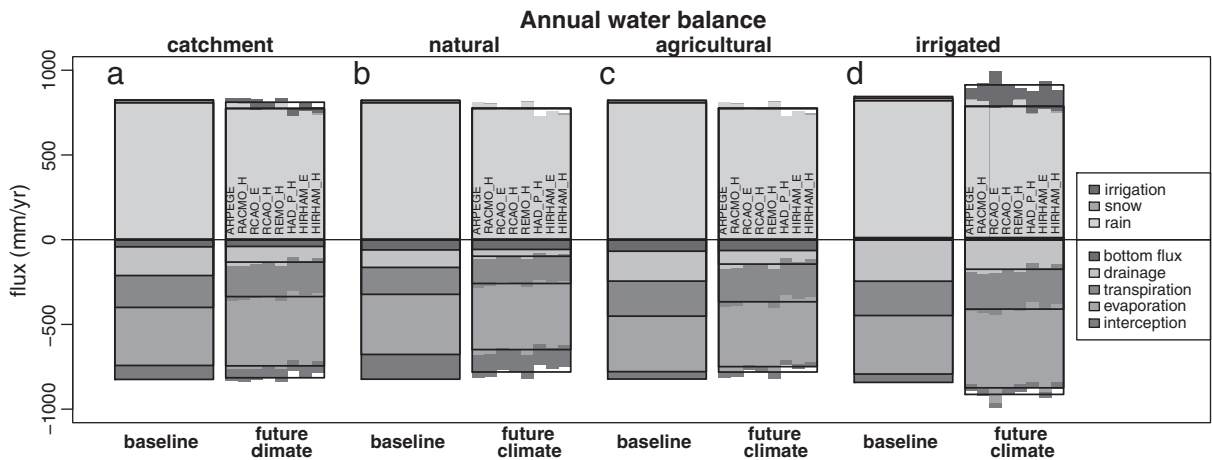 Annual water balance
catchment natural agricultural irrigated
a b c d
flux (mm/yr)
1000
500
0
−500
−1000
ARPEGE
RACMO_H
RCAO_E
RCAO_H
REMO_H
HAD_P_H
HIRHAM_E
HIRHAM_H
ARPEGE
RACMO_H
RCAO_E
RCAO_H
REMO_H
HAD_P_H
HIRHAM_E
HIRHAM_H
ARPEGE
RACMO_H
RCAO_E
RCAO_H
REMO_H
HAD_P_H
HIRHAM_E
HIRHAM_H
ARPEGE
RACMO_H
RCAO_E
RCAO_H
REMO_H
HAD_P_H
HIRHAM_E
HIRHAM_H
irrigation
snow
rain
bottom flux
drainage
transpiration
evaporation
interception
baseline future baseline future baseline future baseline future
dimate climate climate climate